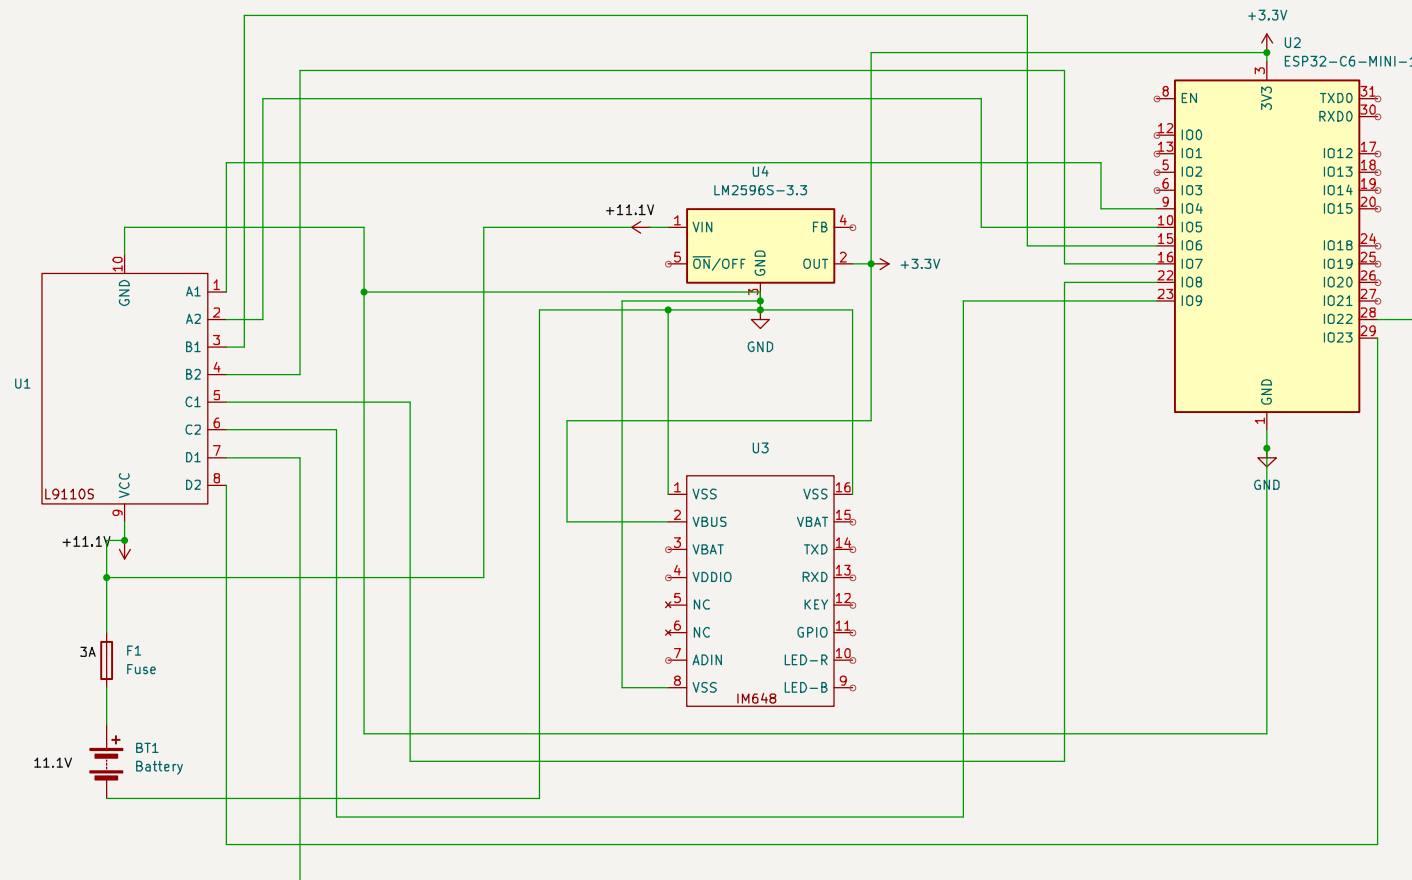 +3.3V
U2
ESP32-C6-MINI-1
3
3V3
8 EN
12 IO0
13 IO1
5 IO2
6 IO3
9 IO4
10 IO5
15 IO6
16 IO7
22 IO8
23 IO9
TXD0 31
RXD0 30
IO12 17
IO13 18
IO14 19
IO15 20
IO18 24
IO19 25
IO20 26
IO21 27
IO22 28
IO23 29
GND
1
GND
U4
LM2596S-3.3
+11.1V
1 VIN
5 ON/OFF
FB 4
OUT 2
GND
3
+3.3V
GND
U1
10
GND
A1 1
A2 2
B1 3
B2 4
C1 5
C2 6
D1 7
D2 8
VCC
9
L9110S
+11.1V
3A
F1
Fuse
11.1V
+
BT1
Battery
U3
1 VSS
2 VBUS
3 VBAT
4 VDDIO
5 NC
6 NC
7 ADIN
8 VSS
VSS 16
VBAT 15
TXD 14
RXD 13
KEY 12
GPIO 11
LED-R 10
LED-B 9
IM648